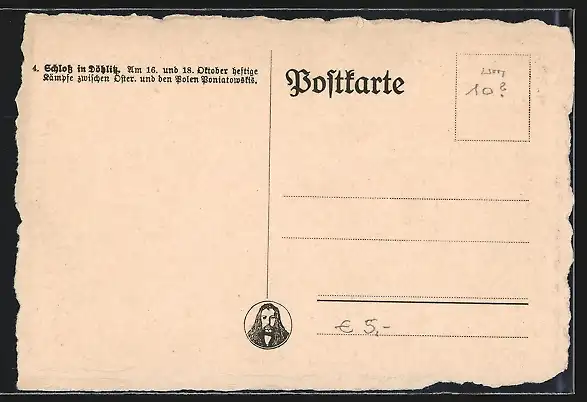 4. Schloß in Dößlitz. Am 16. und 18. Oktober heftige
Kämpfe zwischen Öster. und den Polen Poniatowskis.
Postkarte
10?
€ 5,-